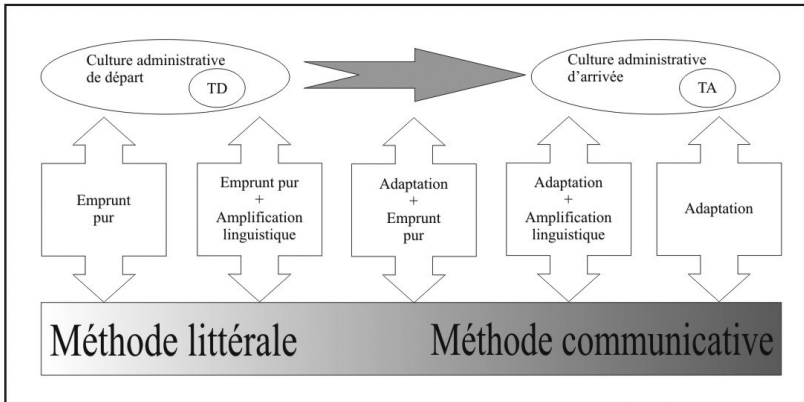 Culture administrative
de départ
TD
Culture administrative
d'arrivée
TA
Emprunt
pur
Emprunt pur
+
Amplification
linguistique
Adaptation
+
Emprunt
pur
Adaptation
+
Amplification
linguistique
Adaptation
Méthode littérale
Méthode communicative